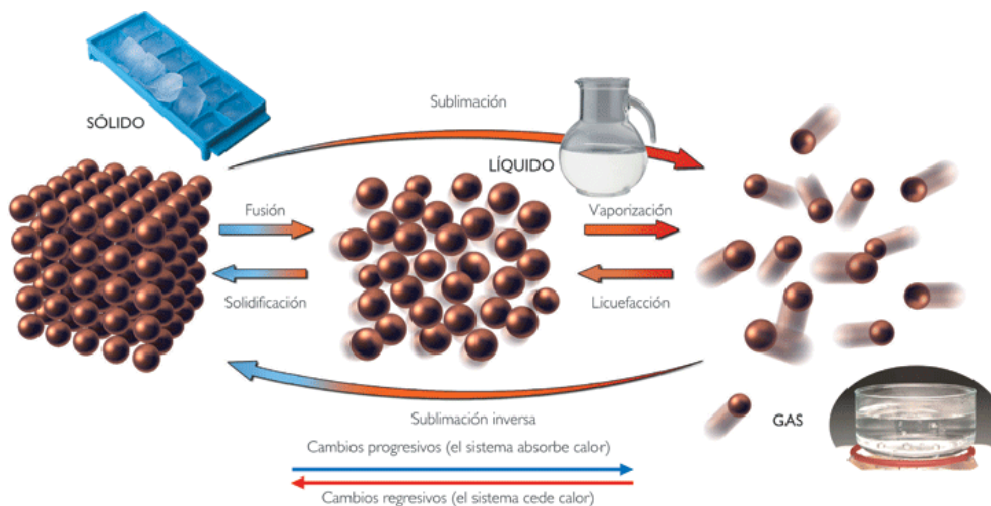 SÓLIDO
Sublimación
LÍQUIDO
Fusión
Vaporización
Solidificación
Licuefacción
Sublimación inversa
GAS
Cambios progresivos (el sistema absorbe calor)
Cambios regresivos (el sistema cede calor)